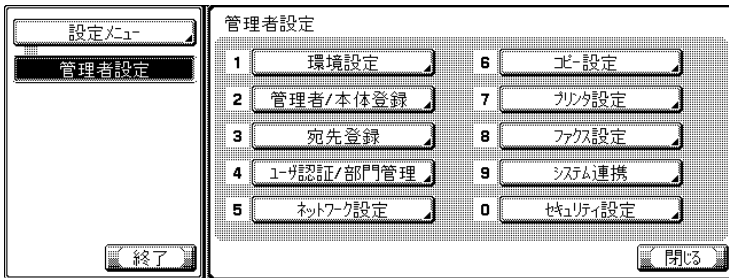 設定ﾒﾆｭｰ
管理者設定
終了
管理者設定
1 環境設定
2 管理者/本体登録
3 宛先登録
4 ﾕｰｻﾞ認証/部門管理
5 ﾈｯﾄﾜｰｸ設定
6 ｺﾋﾟｰ設定
7 ﾌﾟﾘﾝﾀ設定
8 ﾌｧｸｽ設定
9 ｼｽﾃﾑ連携
0 ｾｷｭﾘﾃｨ設定
閉じる